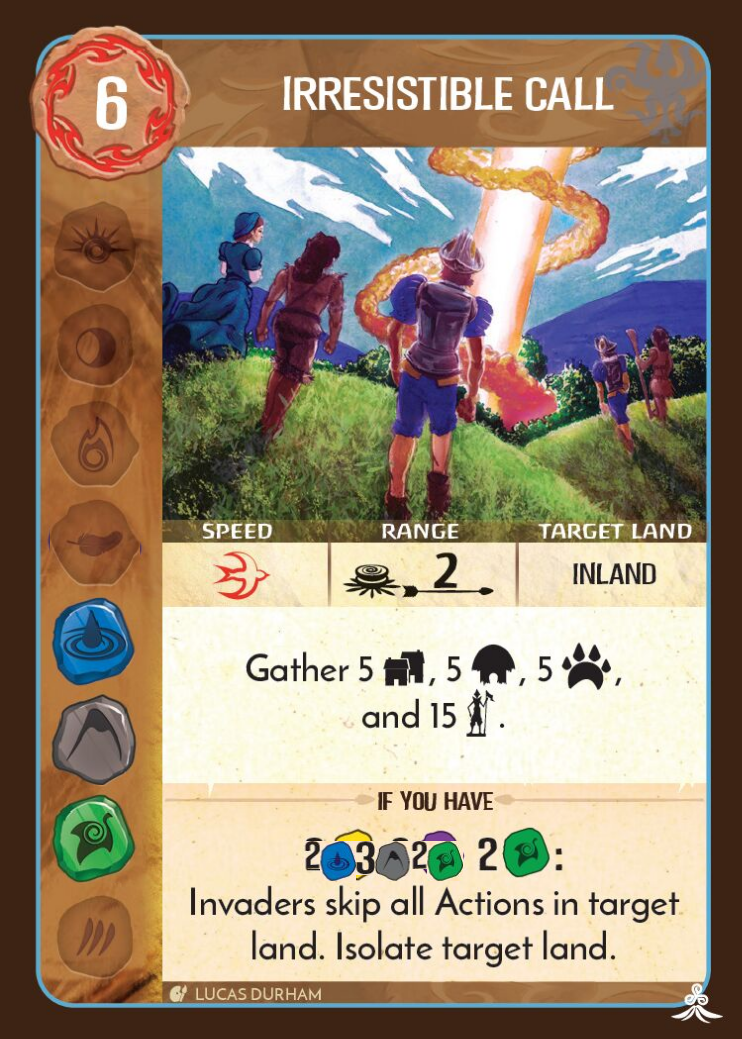 6
IRRESISTIBLE CALL
SPEED RANGE TARGET LAND
2 INLAND
Gather 5 , 5 , 5 ,
and 15 .
IF YOU HAVE
2 3 2 2 :
Invaders skip all Actions in target
land. Isolate target land.
LUCAS DURHAM